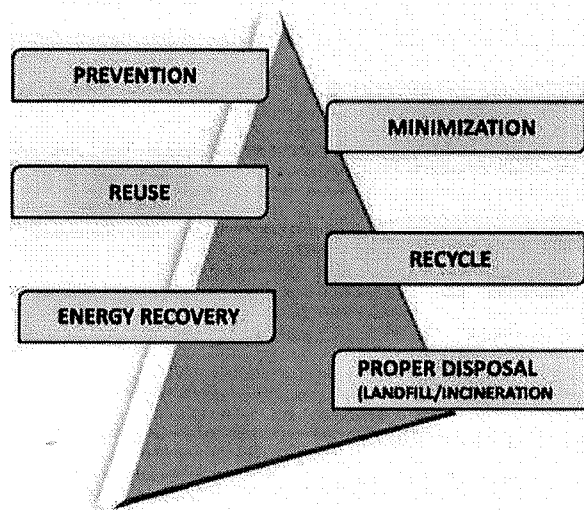 PREVENTION
MINIMIZATION
REUSE
RECYCLE
ENERGY RECOVERY
PROPER DISPOSAL
(LANDFILL/INCINERATION